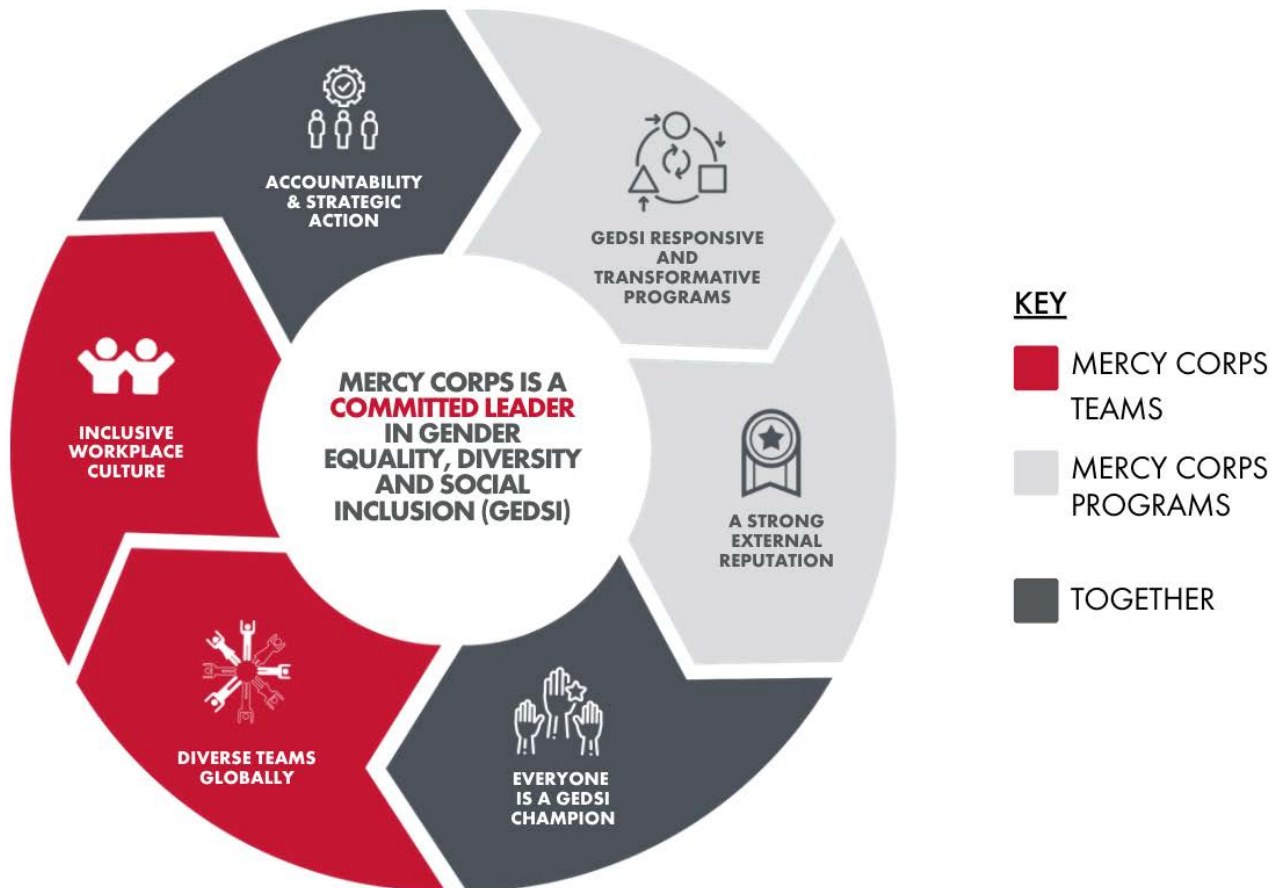 ACCOUNTABILITY
& STRATEGIC
ACTION
GEDSI RESPONSIVE
AND
TRANSFORMATIVE
PROGRAMS
A STRONG
EXTERNAL
REPUTATION
EVERYONE
IS A GEDSI
CHAMPION
DIVERSE TEAMS
GLOBALLY
INCLUSIVE
WORKPLACE
CULTURE
MERCY CORPS IS A
COMMITTED LEADER
IN GENDER
EQUALITY, DIVERSITY
AND SOCIAL
INCLUSION (GEDSI)
KEY
MERCY CORPS
TEAMS
MERCY CORPS
PROGRAMS
TOGETHER